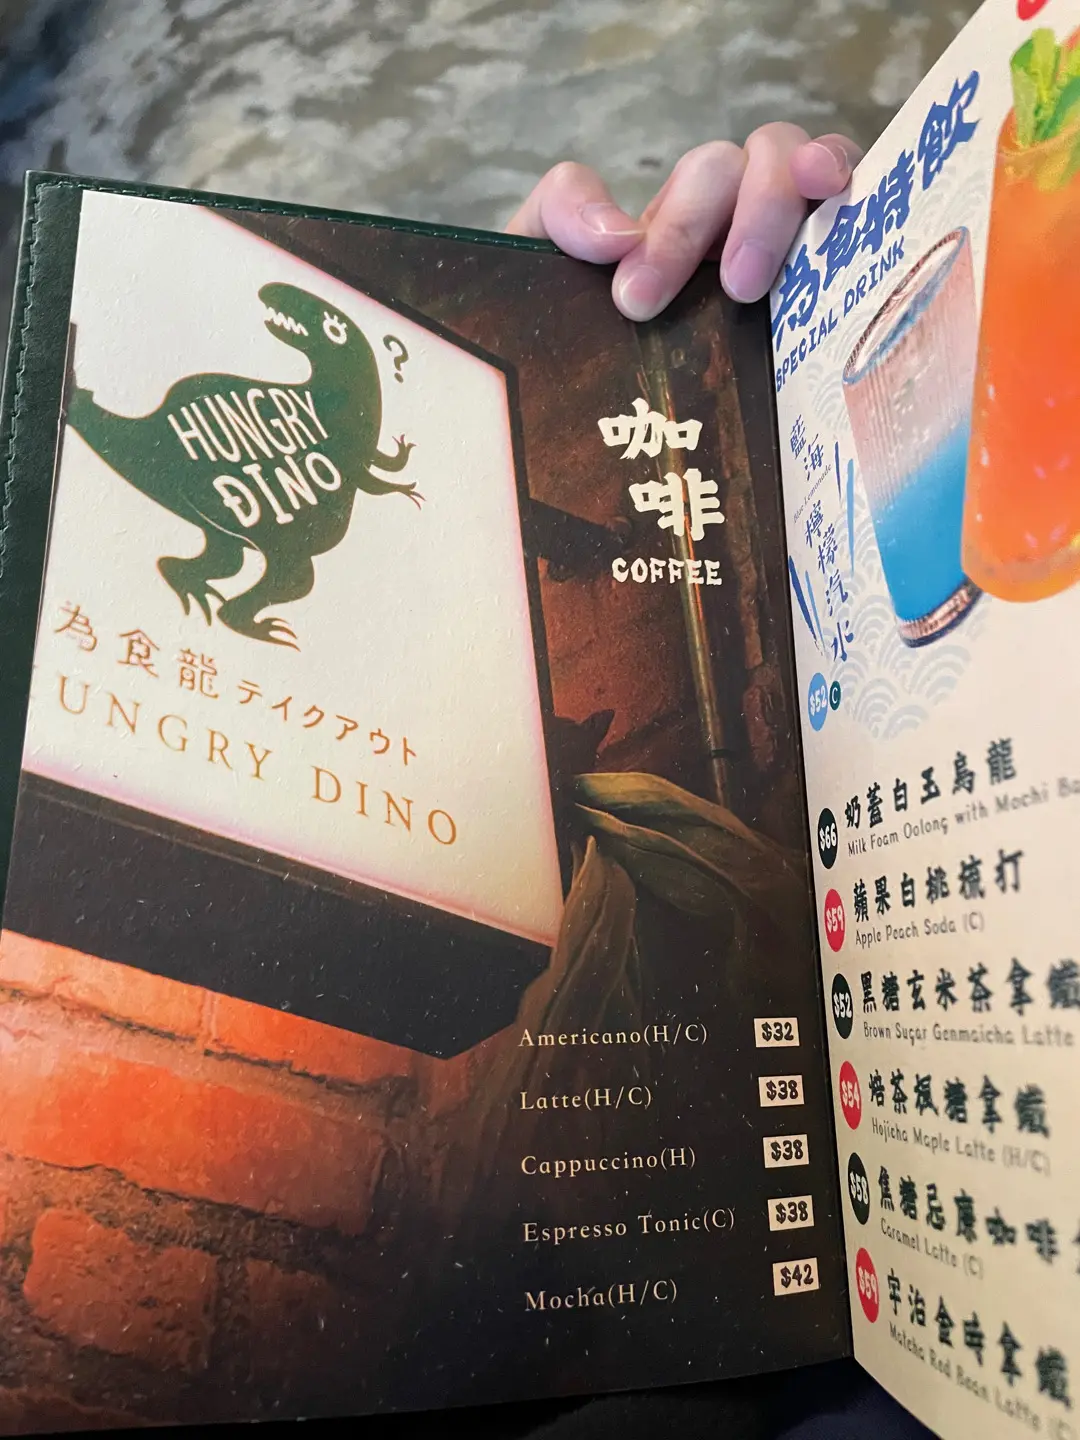 HUNGRY
DINO
?
為食龍 テイクアウト
UNGRY DINO
咖啡
COFFEE
Americano(H/C) $32
Latte(H/C) $38
Cappuccino(H) $38
Espresso Tonic(C) $38
Mocha(H/C) $42
為食特飲
SPECIAL DRINK
藍海檸檬汽水
Blue Lemonade
$52 C
$66 奶蓋白玉烏龍
Milk Foam Oolong with Mochi
$59 蘋果白桃梳打
Apple Peach Soda (C)
$52 黑糖玄米茶拿鐵
Brown Sugar Genmaicha Latte
$54 焙茶楓糖拿鐵
Hojicha Maple Latte (H/C)
$58 焦糖忌廉咖啡
Caramel Latte (C)
$59 宇治金時拿鐵
Matcha Red Bean Latte (C